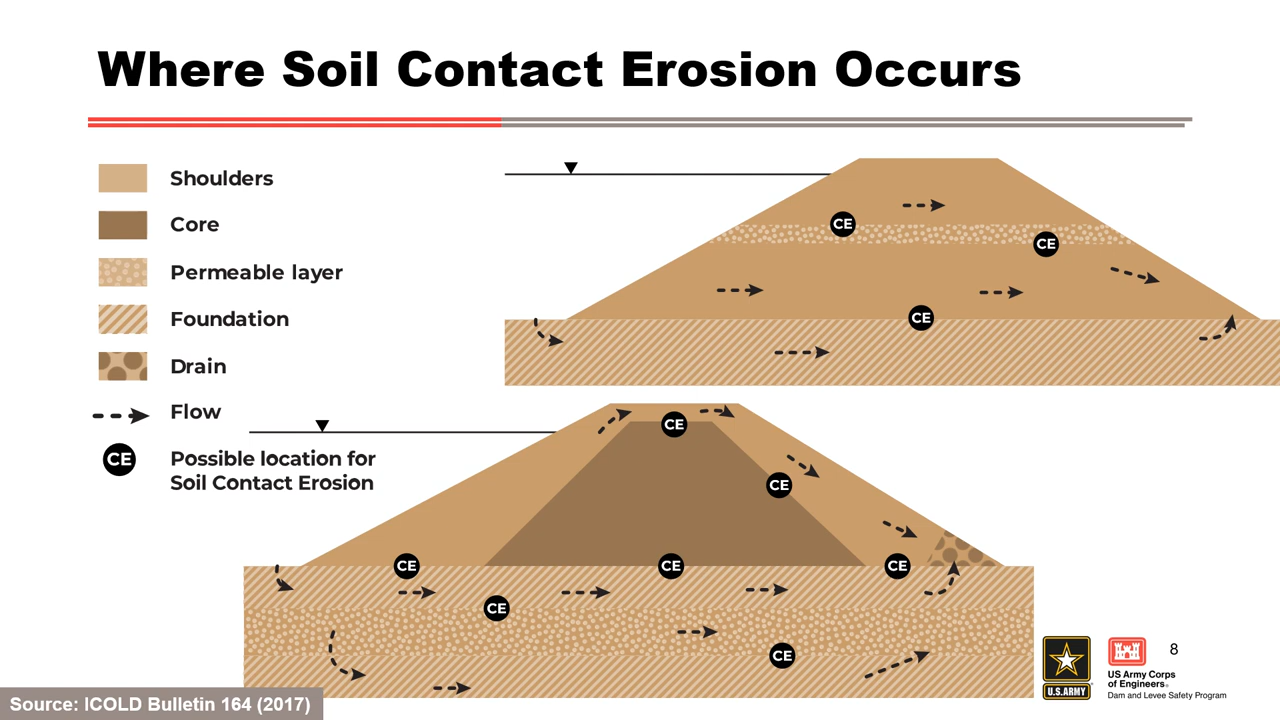 Where Soil Contact Erosion Occurs
Shoulders
Core
Permeable layer
Foundation
Drain
Flow
CE
Possible location for
Soil Contact Erosion
CE
CE
CE
CE
CE
CE
CE
CE
CE
CE
U.S.ARMY
US Army Corps
of Engineers®
Dam and Levee Safety Program
8
Source: ICOLD Bulletin 164 (2017)